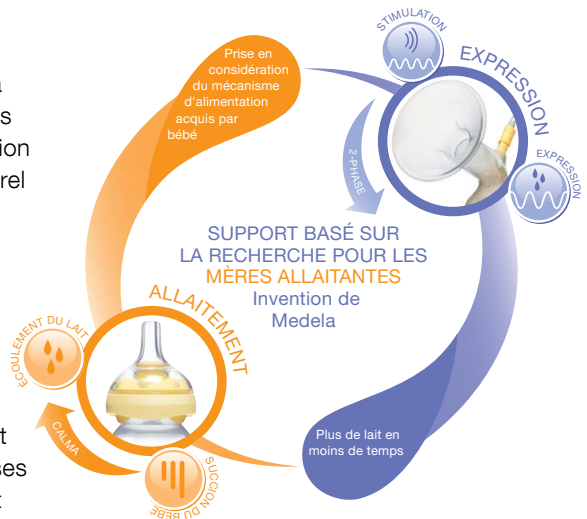 Prise en
considération
du mécanisme
d'alimentation
acquis par
bébé
STIMULATION
EXPRESSION
EXPRESSION
2-PHASE
SUPPORT BASÉ SUR
LA RECHERCHE POUR LES
MÈRES ALLAITANTES
Invention de
Medela
ALLAITEMENT
ÉCOULEMENT DU LAIT
CALMA
SUCCION DU BÉBÉ
Plus de lait en
moins de temps